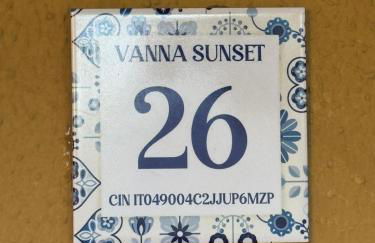 VANNA SUNSET
26
CIN IT049004C2JJUP6MZP